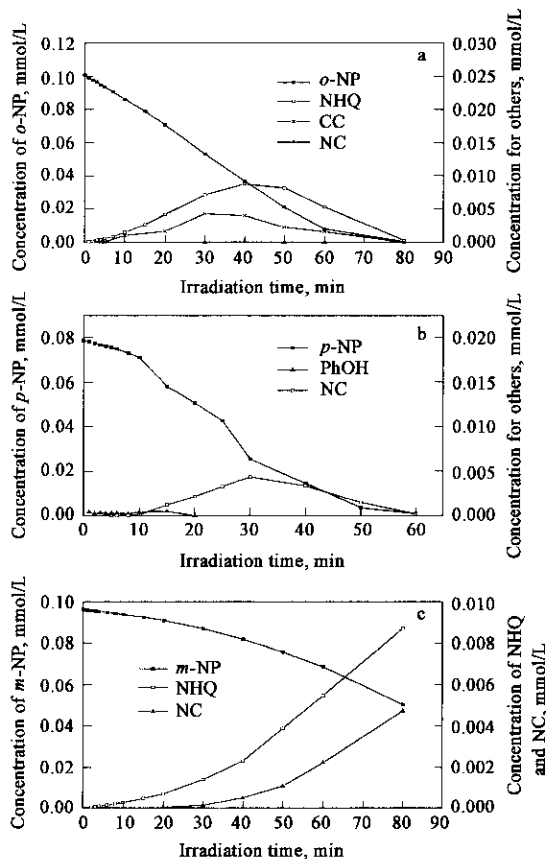 a
Concentration of o-NP, mmol/L
0.12
0.10
0.08
0.06
0.04
0.02
0.00
o-NP
NHQ
CC
NC
0.030
0.025
0.020
0.015
0.010
0.005
0.000
Concentration for others, mmol/L
0 10 20 30 40 50 60 70 80 90
Irradiation time, min
b
Concentration of p-NP, mmol/L
0.08
0.06
0.04
0.02
0.00
p-NP
PhOH
NC
0.020
0.015
0.010
0.005
0.000
Concentration for others, mmol/L
0 10 20 30 40 50 60
Irradiation time, min
c
Concentration of m-NP, mmol/L
0.10
0.08
0.06
0.04
0.02
0.00
m-NP
NHQ
NC
0.010
0.008
0.006
0.004
0.002
0.000
Concentration of NHQ
and NC, mmol/L
0 10 20 30 40 50 60 70 80 90
Irradiation time, min